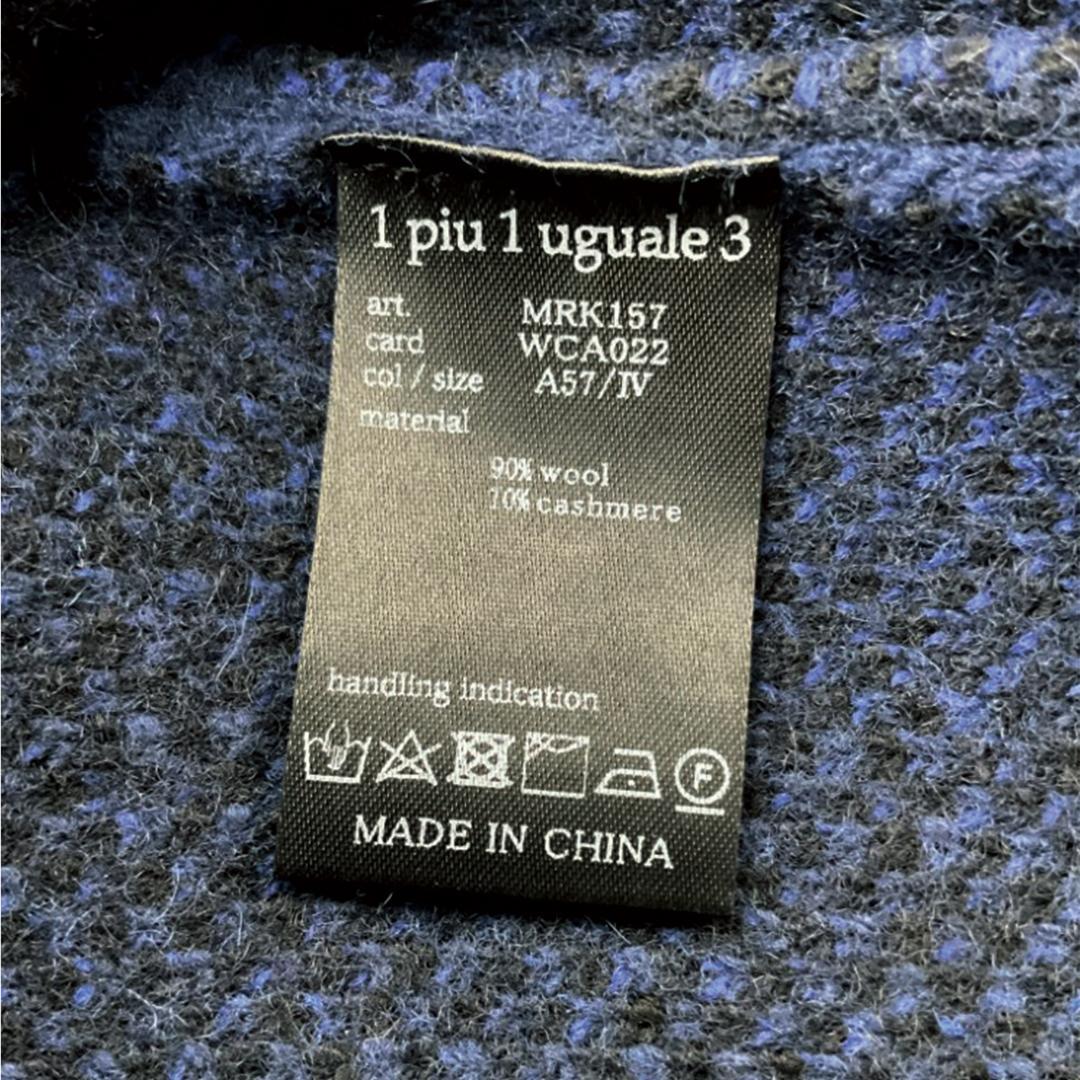 1 piu 1 uguale 3
art. MRK157
card WCA022
col / size A57/IV
material
90% wool
10% cashmere
handling indication
F
MADE IN CHINA